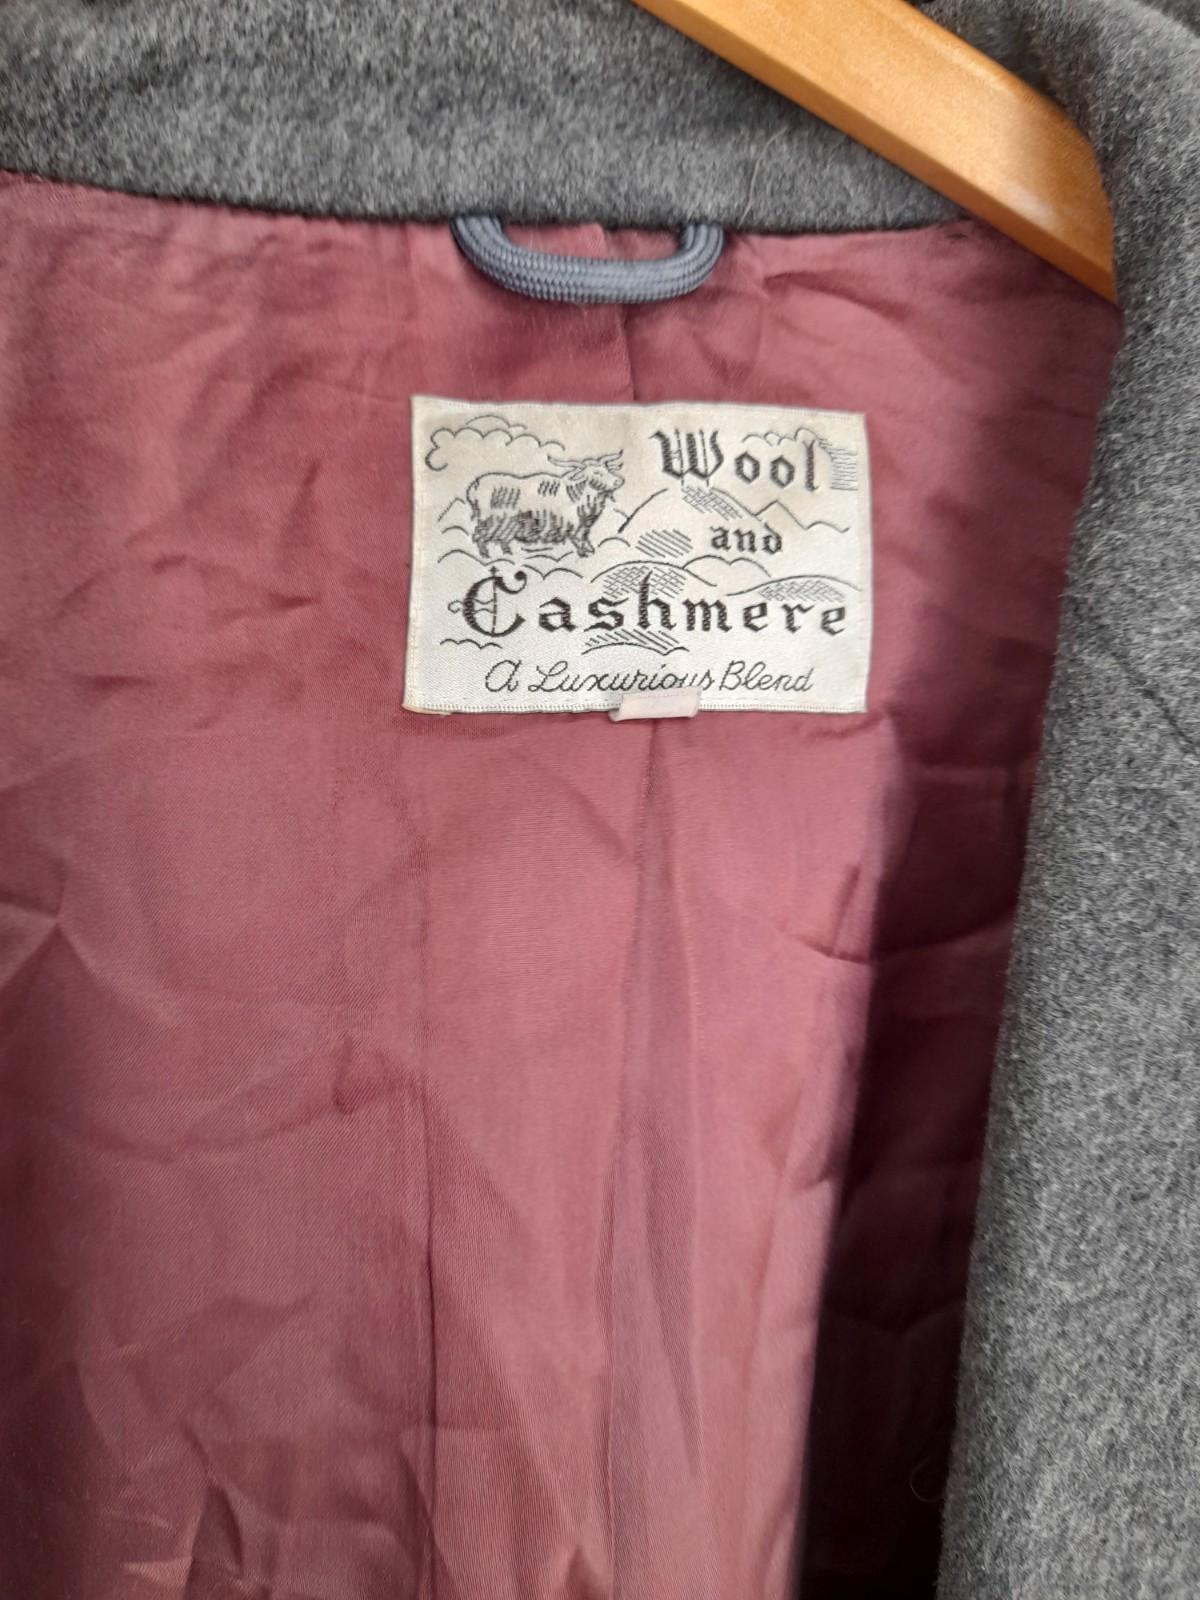 Wool
and
Cashmere
A Luxurious Blend